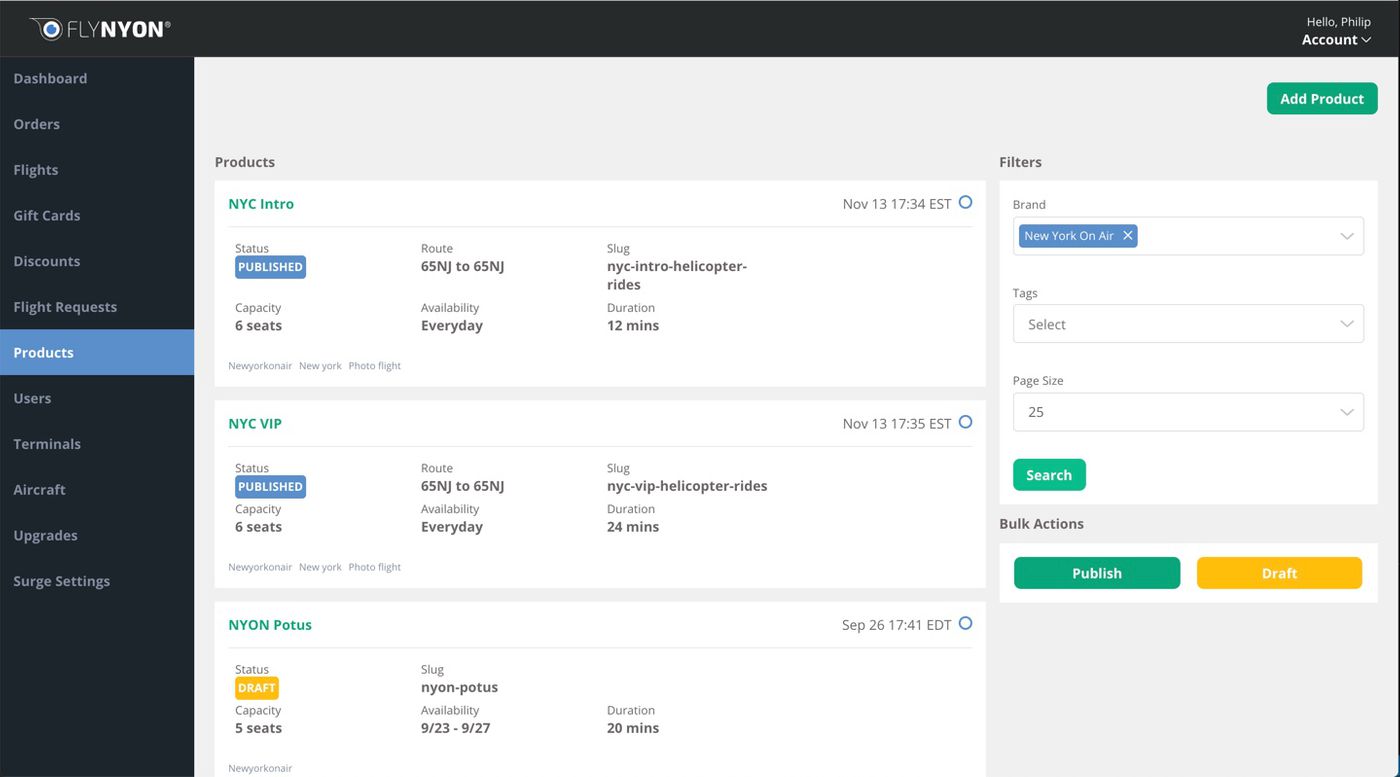 FLYNYON®
Hello, Philip
Account
Dashboard
Orders
Flights
Gift Cards
Discounts
Flight Requests
Products
Users
Terminals
Aircraft
Upgrades
Surge Settings
Add Product
Products
NYC Intro
Nov 13 17:34 EST
Status
Route
Slug
PUBLISHED
65NJ to 65NJ
nyc-intro-helicopter-
rides
Capacity
Availability
Duration
6 seats
Everyday
12 mins
Newyorkonair New york Photo flight
NYC VIP
Nov 13 17:35 EST
Status
Route
Slug
PUBLISHED
65NJ to 65NJ
nyc-vip-helicopter-rides
Capacity
Availability
Duration
6 seats
Everyday
24 mins
Newyorkonair New york Photo flight
NYON Potus
Sep 26 17:41 EDT
Status
Slug
DRAFT
nyon-potus
Capacity
Availability
Duration
5 seats
9/23 - 9/27
20 mins
Newyorkonair
Filters
Brand
New York On Air
Tags
Select
Page Size
25
Search
Bulk Actions
Publish
Draft